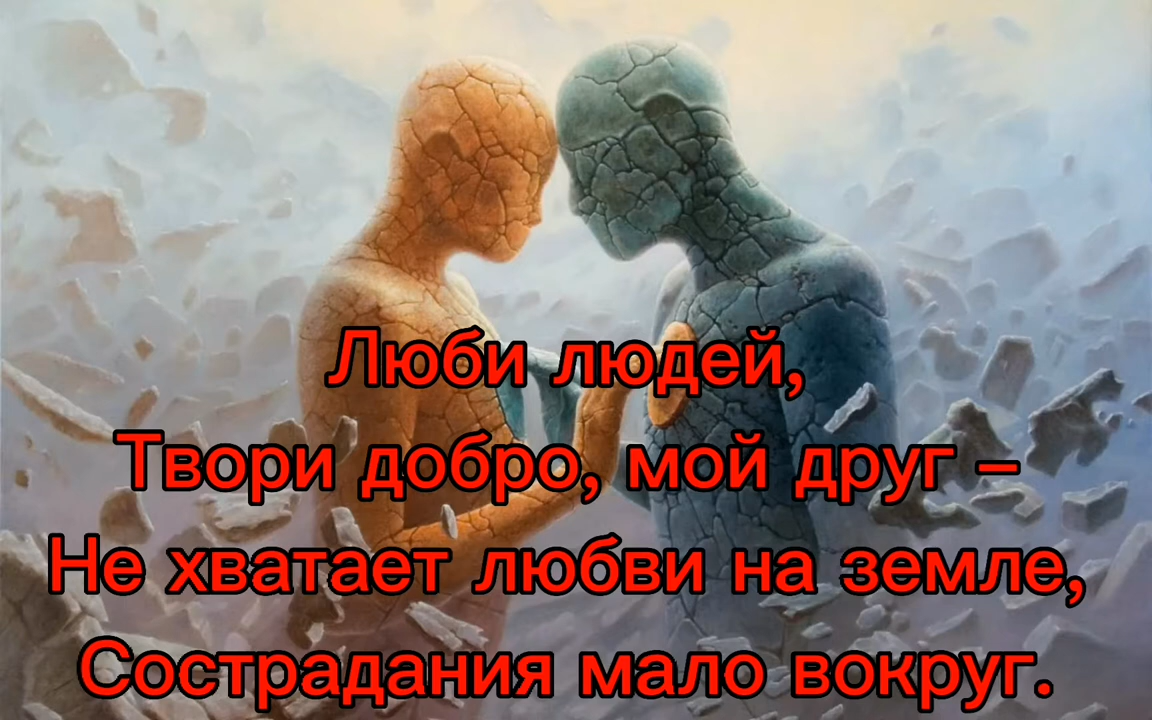 Люби людей,
Твори добро, мой друг –
Не хватает любви на земле,
Сострадания мало вокруг.